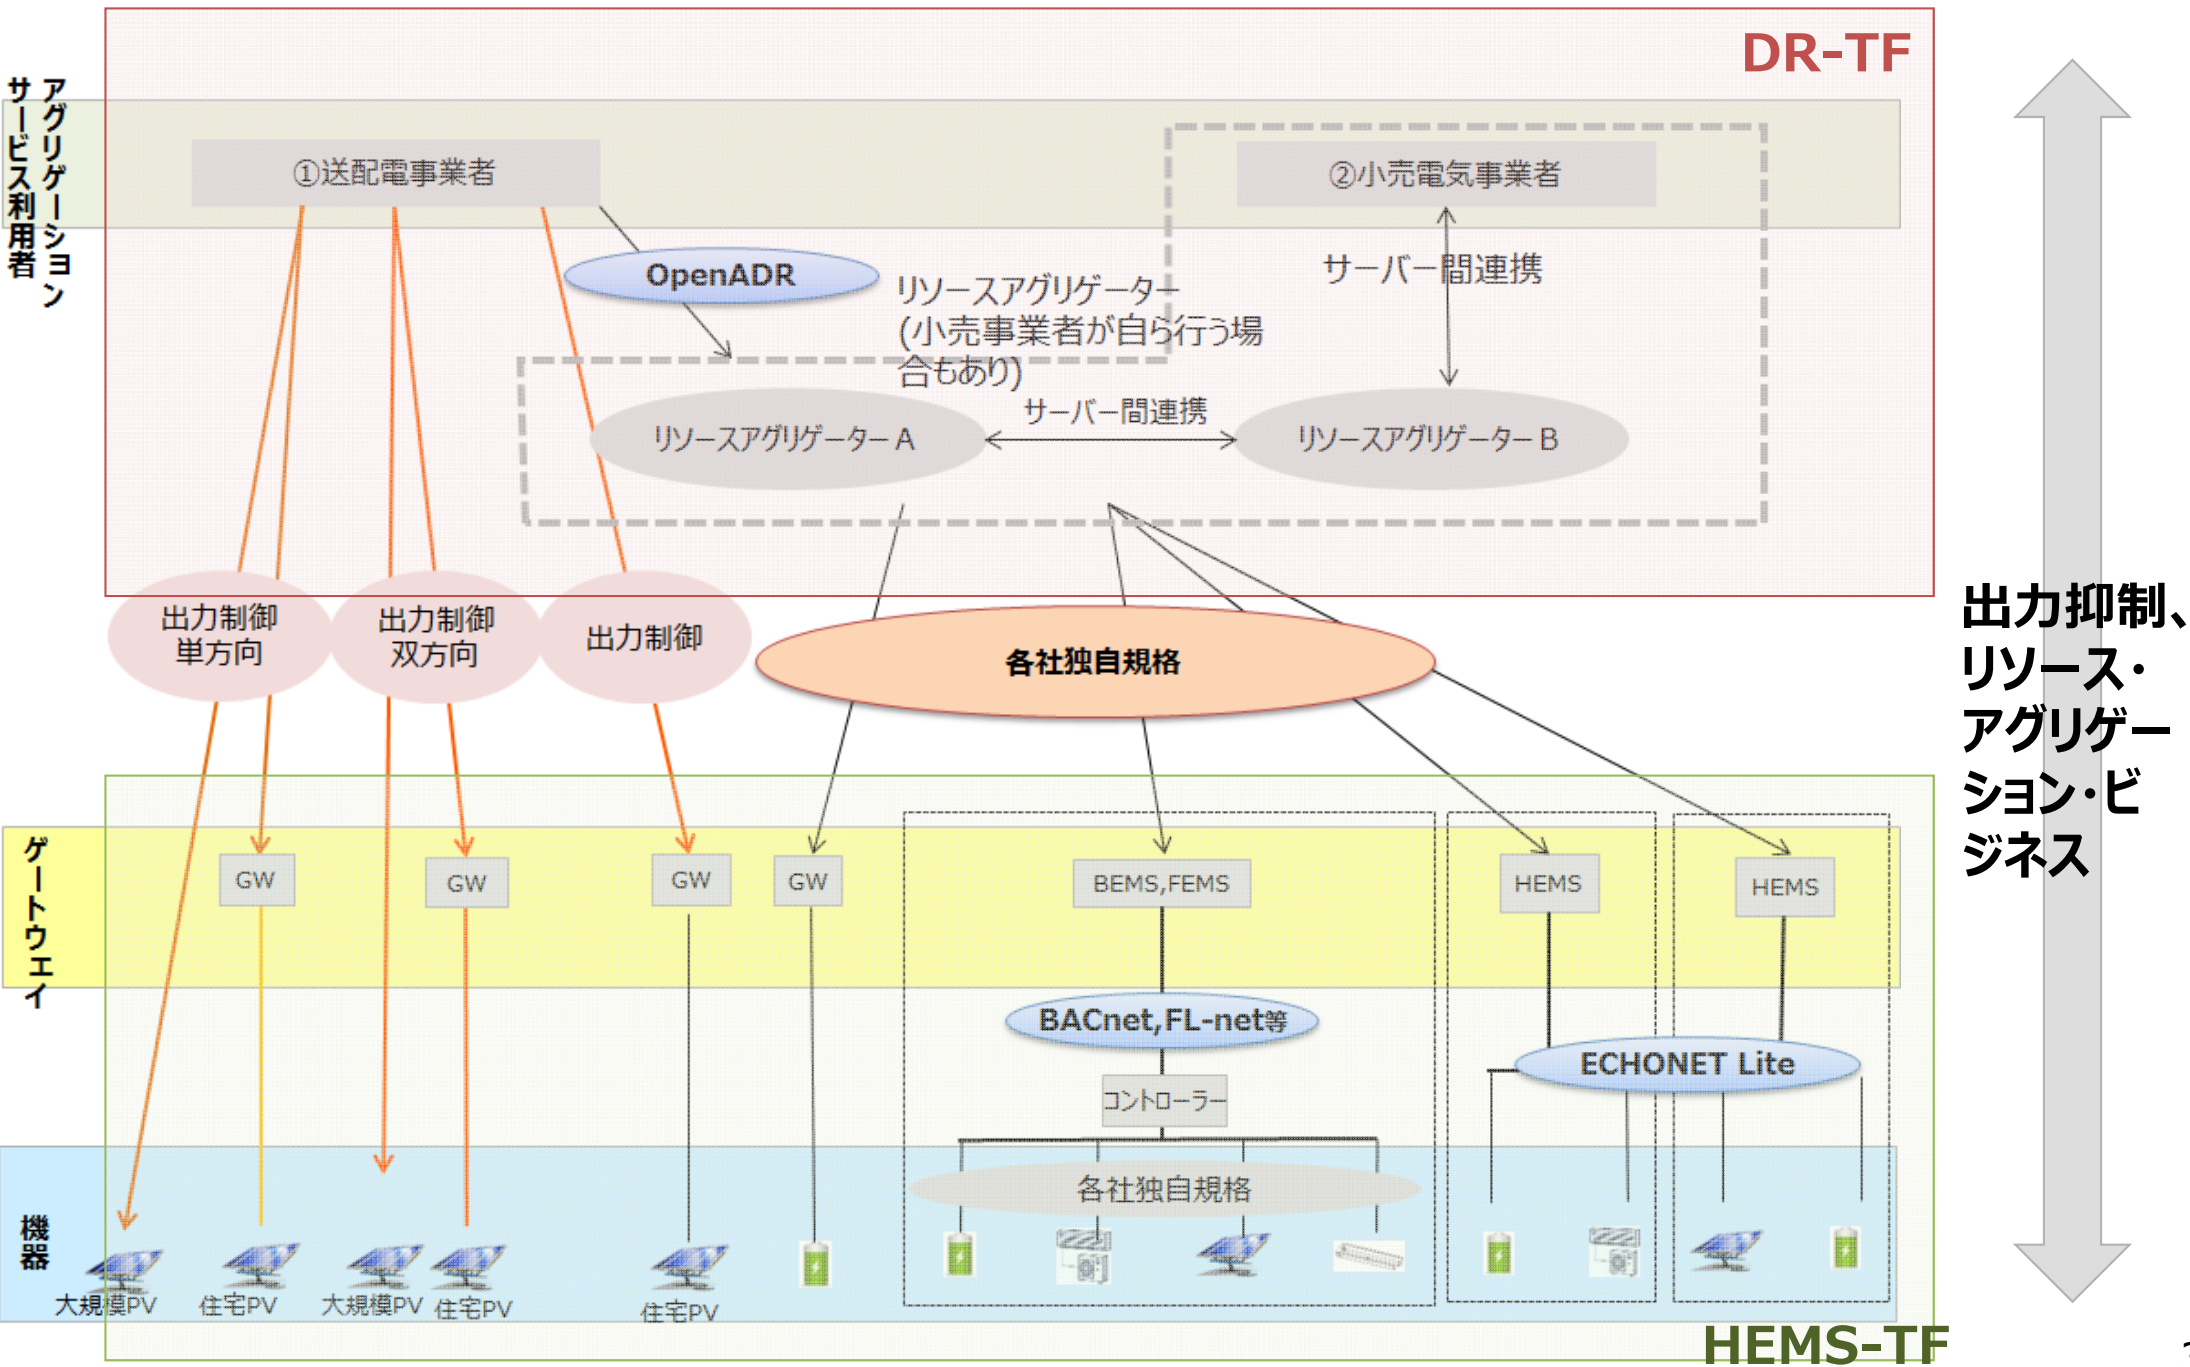 DR-TF
アグリゲーション
サービス利用者
①送配電事業者
②小売電気事業者
OpenADR
サーバー間連携
リソースアグリゲーター
(小売事業者が自ら行う場
合もあり)
サーバー間連携
リソースアグリゲーター A
リソースアグリゲーター B
出力制御
単方向
出力制御
双方向
出力制御
各社独自規格
出力抑制、
リソース・
アグリゲー
ション・ビ
ジネス
ゲートウエイ
GW
GW
GW
GW
BEMS,FEMS
HEMS
HEMS
BACnet,FL-net等
ECHONET Lite
コントローラー
各社独自規格
機器
大規模PV
住宅PV
大規模PV
住宅PV
住宅PV
HEMS-TF